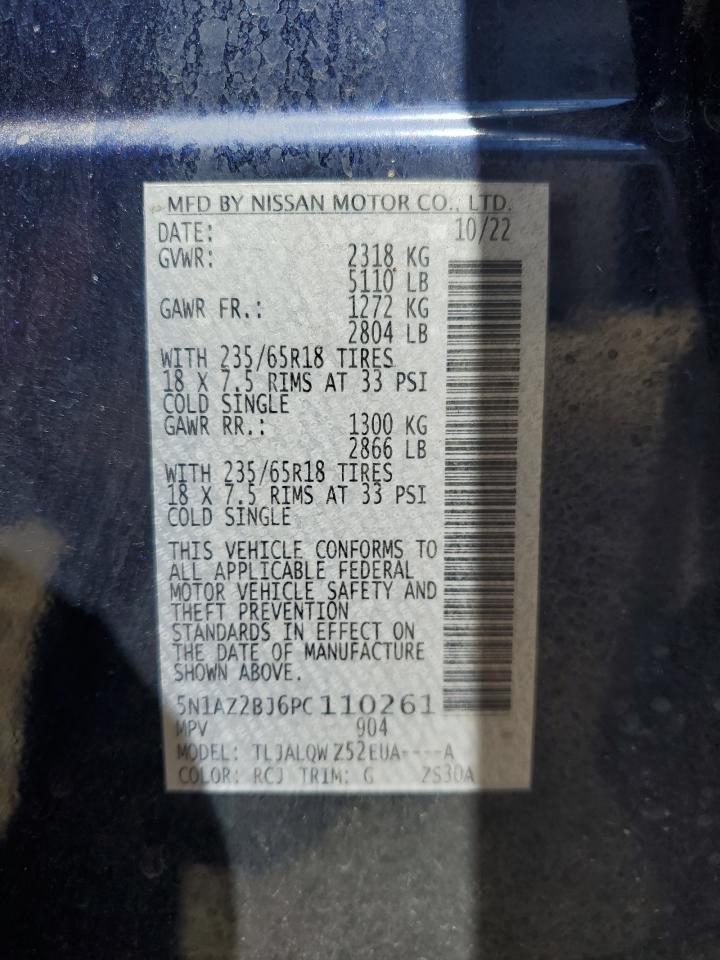 MFD BY NISSAN MOTOR CO., LTD.
DATE: 10/22
GVWR: 2318 KG
5110 LB
GAWR FR.: 1272 KG
2804 LB
WITH 235/65R18 TIRES
18 X 7.5 RIMS AT 33 PSI
COLD SINGLE
GAWR RR.: 1300 KG
2866 LB
WITH 235/65R18 TIRES
18 X 7.5 RIMS AT 33 PSI
COLD SINGLE
THIS VEHICLE CONFORMS TO
ALL APPLICABLE FEDERAL
MOTOR VEHICLE SAFETY AND
THEFT PREVENTION
STANDARDS IN EFFECT ON
THE DATE OF MANUFACTURE
SHOWN ABOVE.
5N1AZ2BJ6PC110261
MPV 904
MODEL: TLJALQW Z52EUA----A
COLOR: RCJ TRIM: G ZS30A